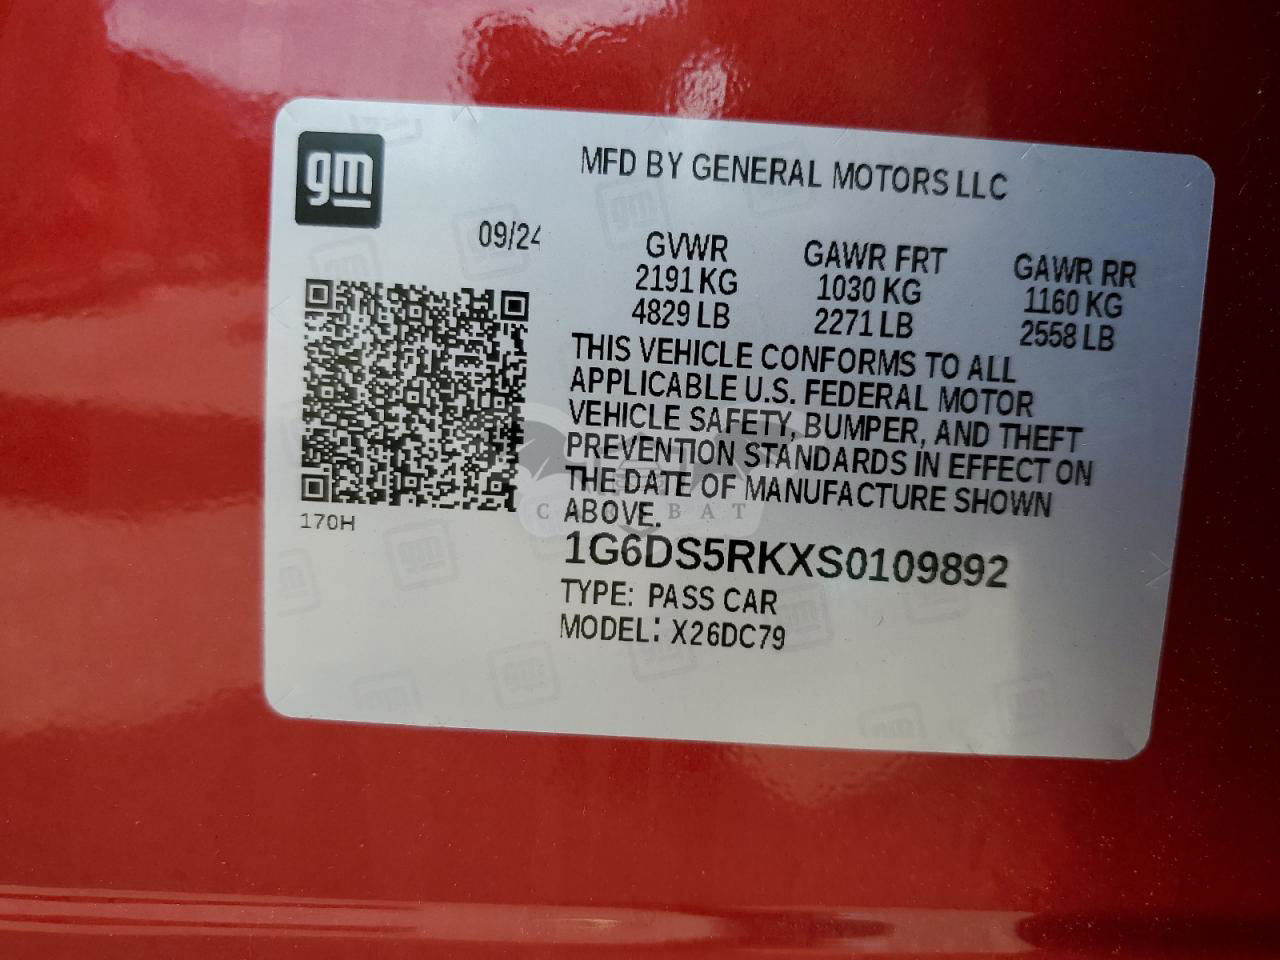 gm
MFD BY GENERAL MOTORS LLC
09/24
GVWR GAWR FRT GAWR RR
2191 KG 1030 KG 1160 KG
4829 LB 2271 LB 2558 LB
THIS VEHICLE CONFORMS TO ALL
APPLICABLE U.S. FEDERAL MOTOR
VEHICLE SAFETY, BUMPER, AND THEFT
PREVENTION STANDARDS IN EFFECT ON
THE DATE OF MANUFACTURE SHOWN
ABOVE.
170H
1G6DS5RKXS0109892
TYPE: PASS CAR
MODEL: X26DC79